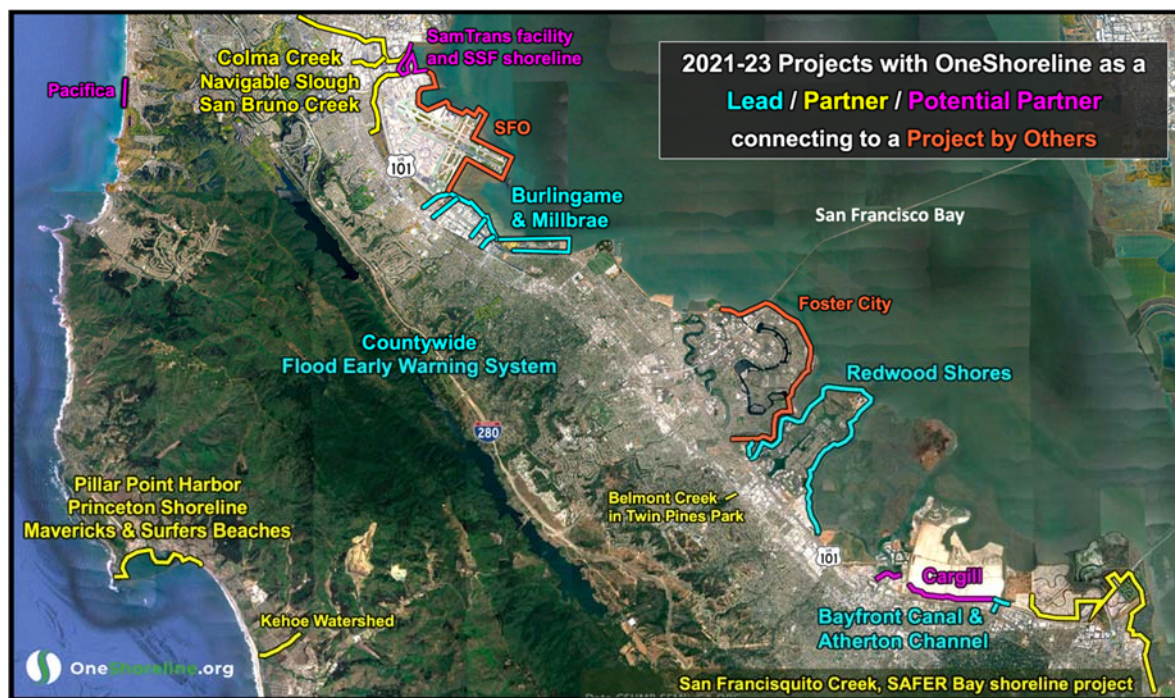 SamTrans facility
and SSF shoreline
Colma Creek
Navigable Slough
San Bruno Creek
Pacifica
2021-23 Projects with OneShoreline as a
Lead / Partner / Potential Partner
connecting to a Project by Others
SFO
US
101
Burlingame
& Millbrae
San Francisco Bay
Foster City
Countywide
Flood Early Warning System
Redwood Shores
280
Pillar Point Harbor
Princeton Shoreline
Mavericks & Surfers Beaches
Belmont Creek
in Twin Pines Park
US
101
Cargill
Bayfront Canal &
Atherton Channel
Kehoe Watershed
OneShoreline.org
San Francisquito Creek, SAFER Bay shoreline project